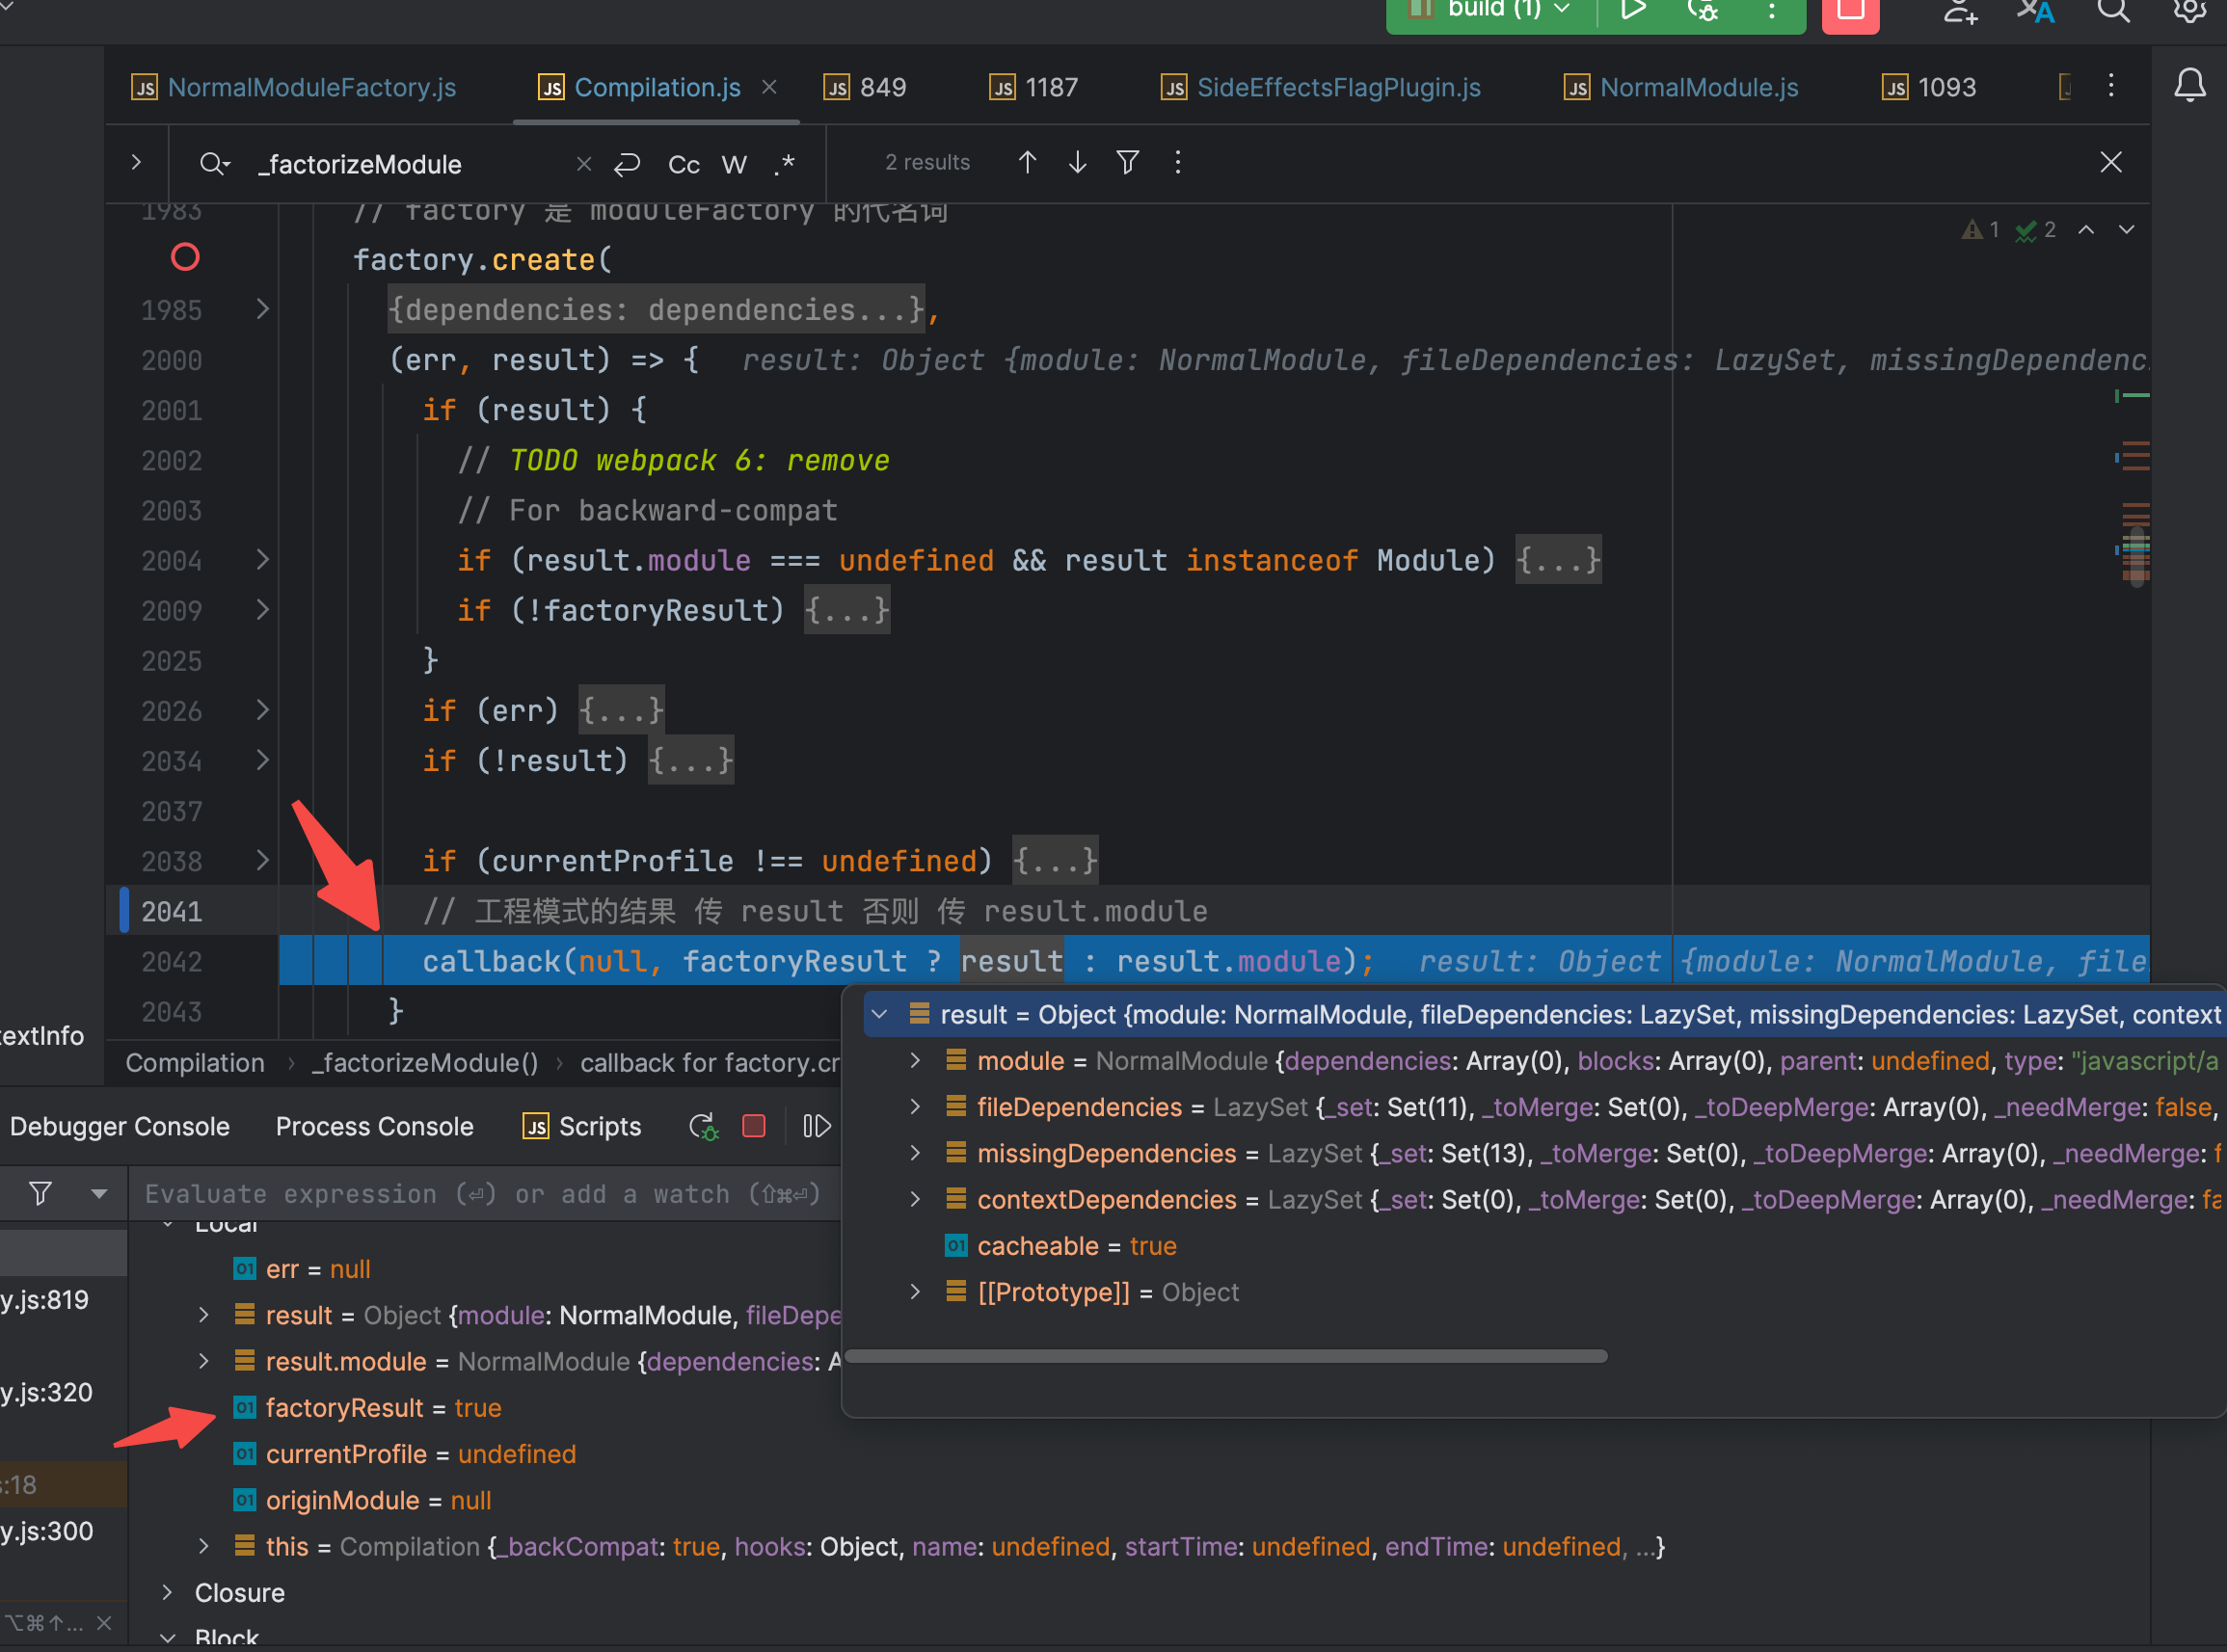 build (1)
NormalModuleFactory.js
Compilation.js
849
1187
SideEffectsFlagPlugin.js
NormalModule.js
1093
_factorizeModule
Cc W .*
2 results
1983 // factory 是 moduleFactory 的代名词
1 2
factory.create(
1985 {dependencies: dependencies...},
2000 (err, result) => { result: Object {module: NormalModule, fileDependencies: LazySet, missingDependenc
2001 if (result) {
2002 // TODO webpack 6: remove
2003 // For backward-compat
2004 if (result.module === undefined && result instanceof Module) {...}
2009 if (!factoryResult) {...}
2025 }
2026 if (err) {...}
2034 if (!result) {...}
2037
2038 if (currentProfile !== undefined) {...}
2041 // 工程模式的结果 传 result 否则 传 result.module
2042 callback(null, factoryResult ? result : result.module); result: Object {module: NormalModule, file
2043 }
extInfo
Compilation › _factorizeModule() › callback for factory.cr
result = Object {module: NormalModule, fileDependencies: LazySet, missingDependencies: LazySet, context
module = NormalModule {dependencies: Array(0), blocks: Array(0), parent: undefined, type: "javascript/a
fileDependencies = LazySet {_set: Set(11), _toMerge: Set(0), _toDeepMerge: Array(0), _needMerge: false,
missingDependencies = LazySet {_set: Set(13), _toMerge: Set(0), _toDeepMerge: Array(0), _needMerge: f
contextDependencies = LazySet {_set: Set(0), _toMerge: Set(0), _toDeepMerge: Array(0), _needMerge: fa
cacheable = true
[[Prototype]] = Object
Debugger Console
Process Console
Scripts
Evaluate expression (⏎) or add a watch (⇧⌘⏎)
Local
err = null
result = Object {module: NormalModule, fileDepe
result.module = NormalModule {dependencies: A
factoryResult = true
currentProfile = undefined
originModule = null
this = Compilation {_backCompat: true, hooks: Object, name: undefined, startTime: undefined, endTime: undefined, ...}
Closure
Block
y.js:819
y.js:320
s:18
y.js:300
⌥⌘↑...